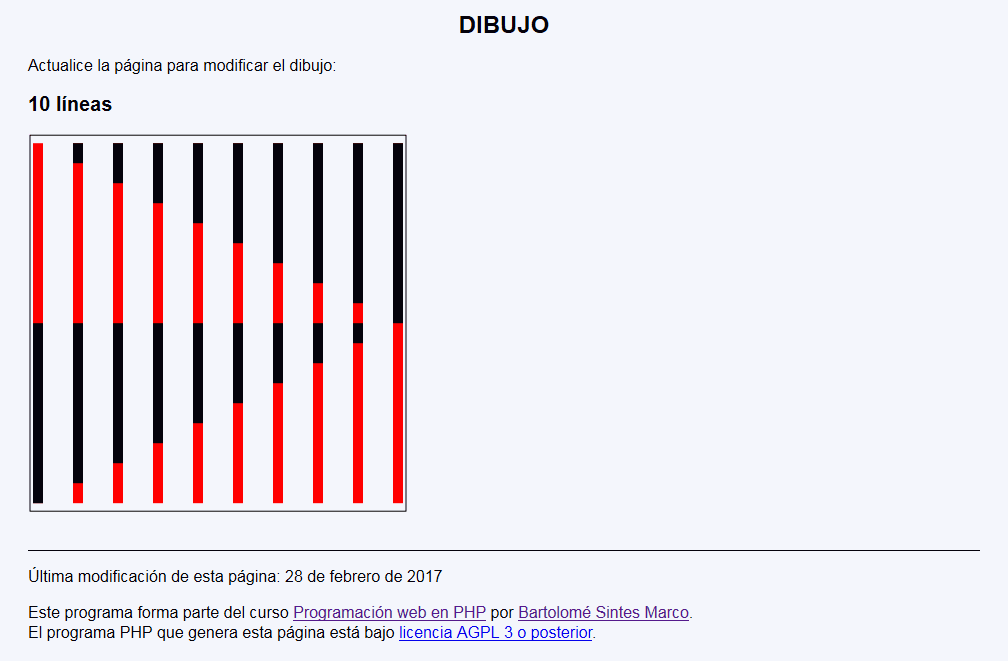 DIBUJO
Actualice la página para modificar el dibujo:
10 líneas
Última modificación de esta página: 28 de febrero de 2017
Este programa forma parte del curso Programación web en PHP por Bartolomé Sintes Marco.
El programa PHP que genera esta página está bajo licencia AGPL 3 o posterior.